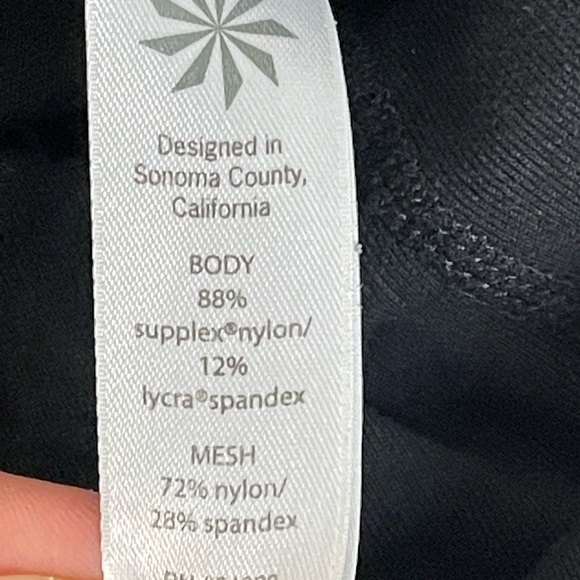 Designed in
Sonoma County,
California
BODY
88%
supplex®nylon/
12%
lycra®spandex
MESH
72% nylon/
28% spandex